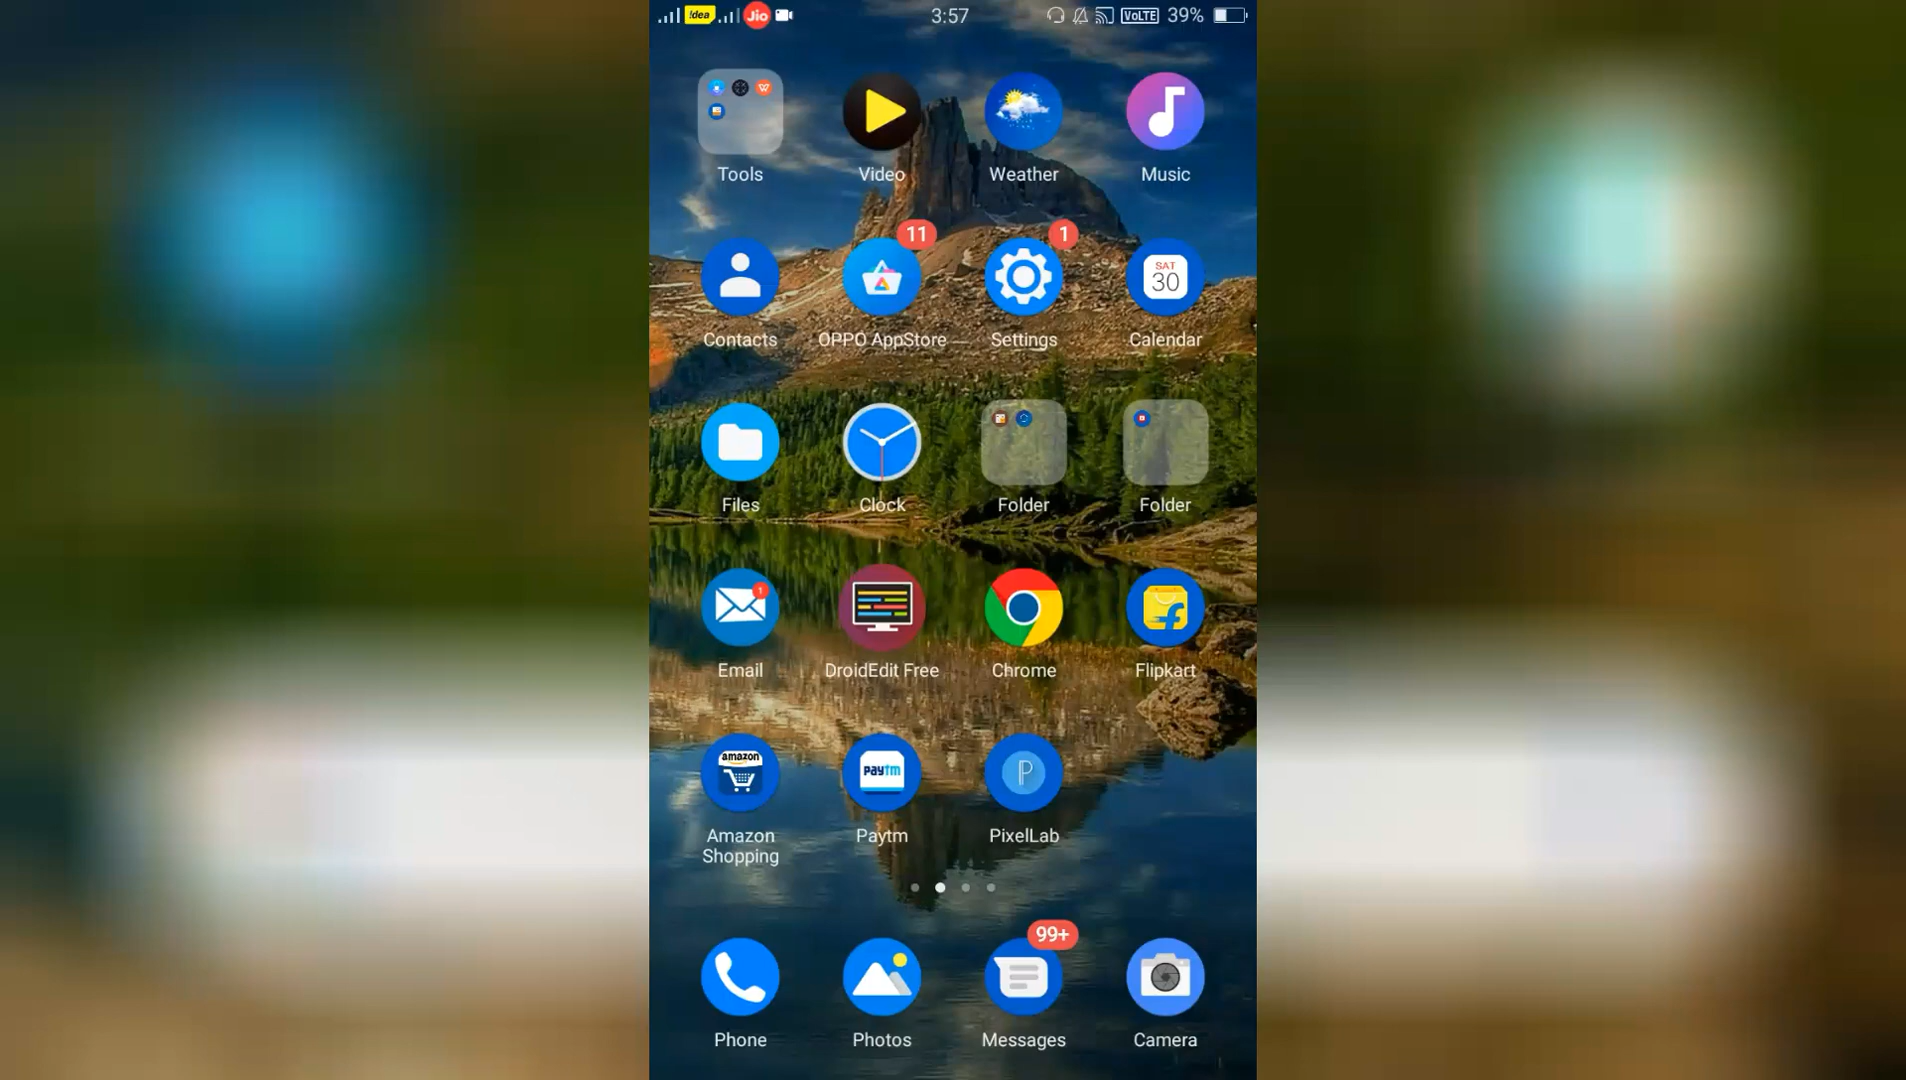 !dea Jio 3:57 VoLTE 39%
W
Tools Video Weather Music
11 1
SAT
30
Contacts OPPO AppStore Settings Calendar
Files Clock Folder Folder
1
f
Email DroidEdit Free Chrome Flipkart
amazon Paytm P
Amazon
Shopping Paytm PixelLab
99+
Phone Photos Messages Camera